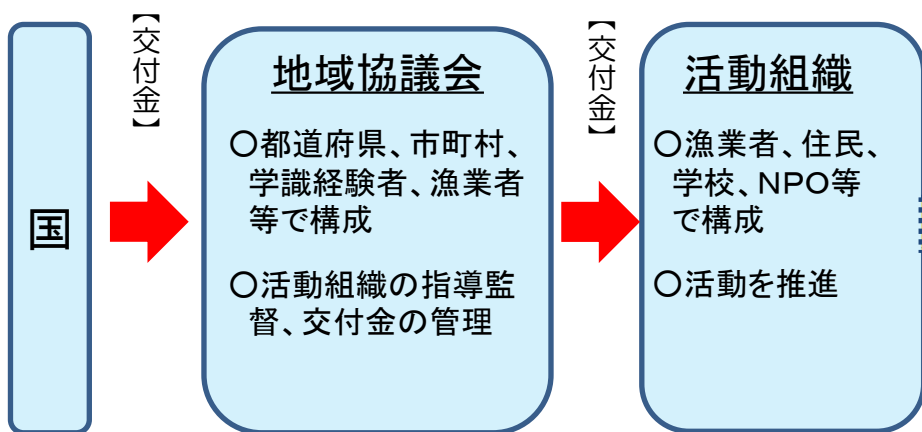 国
【交付金】
地域協議会
○都道府県、市町村、
学識経験者、漁業者
等で構成
○活動組織の指導監
督、交付金の管理
【交付金】
活動組織
○漁業者、住民、
学校、NPO等
で構成
○活動を推進